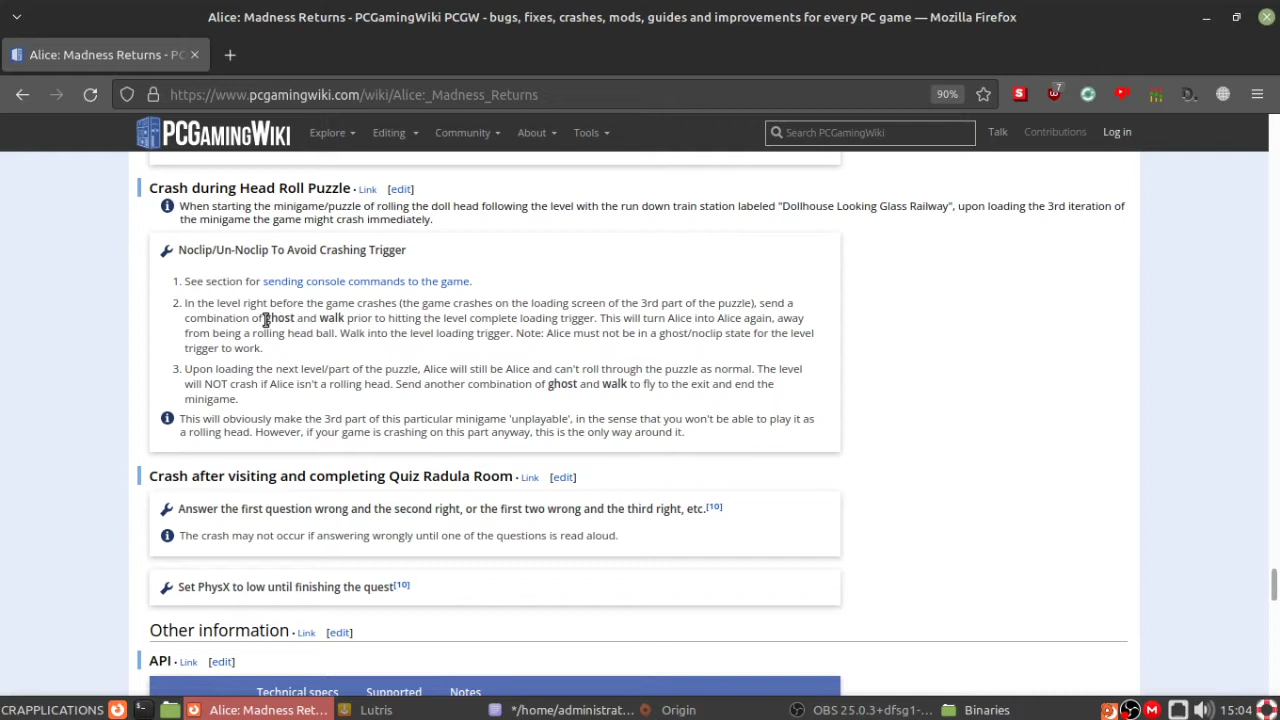 Alice: Madness Returns - PCGamingWiki PCGW - bugs, fixes, crashes, mods, guides and improvements for every PC game — Mozilla Firefox
Alice: Madness Returns - PC
https://www.pcgamingwiki.com/wiki/Alice:_Madness_Returns
90%
7
PCGamingWiki
Explore
Editing
Community
About
Tools
Search PCGamingWiki
Talk
Contributions
Log in
Crash during Head Roll Puzzle · Link [edit]
When starting the minigame/puzzle of rolling the doll head following the level with the run down train station labeled "Dollhouse Looking Glass Railway", upon loading the 3rd iteration of
the minigame the game might crash immediately.
Noclip/Un-Noclip To Avoid Crashing Trigger
1. See section for sending console commands to the game.
2. In the level right before the game crashes (the game crashes on the loading screen of the 3rd part of the puzzle), send a
combination of ghost and walk prior to hitting the level complete loading trigger. This will turn Alice into Alice again, away
from being a rolling head ball. Walk into the level loading trigger. Note: Alice must not be in a ghost/noclip state for the level
trigger to work.
3. Upon loading the next level/part of the puzzle, Alice will still be Alice and can't roll through the puzzle as normal. The level
will NOT crash if Alice isn't a rolling head. Send another combination of ghost and walk to fly to the exit and end the
minigame.
This will obviously make the 3rd part of this particular minigame 'unplayable', in the sense that you won't be able to play it as
a rolling head. However, if your game is crashing on this part anyway, this is the only way around it.
Crash after visiting and completing Quiz Radula Room · Link [edit]
Answer the first question wrong and the second right, or the first two wrong and the third right, etc.[10]
The crash may not occur if answering wrongly until one of the questions is read aloud.
Set PhysX to low until finishing the quest[10]
Other information · Link [edit]
API · Link [edit]
Technical specs
Supported
Notes
CRAPPLICATIONS
Alice: Madness Ret...
Lutris
*/home/administrat...
Origin
OBS 25.0.3+dfsg1-...
Binaries
15:04